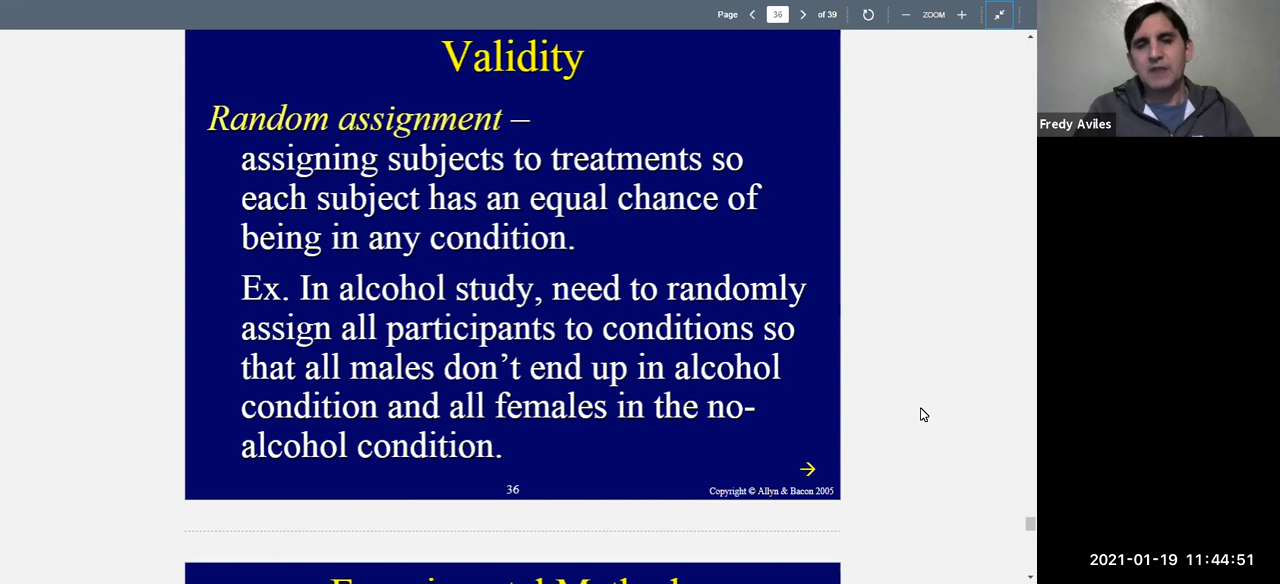 Page 36 of 39 ZOOM
Validity
Random assignment –
assigning subjects to treatments so
each subject has an equal chance of
being in any condition.
Ex. In alcohol study, need to randomly
assign all participants to conditions so
that all males don’t end up in alcohol
condition and all females in the no-
alcohol condition.
36
Copyright © Allyn & Bacon 2005
Fredy Aviles
2021-01-19 11:44:51